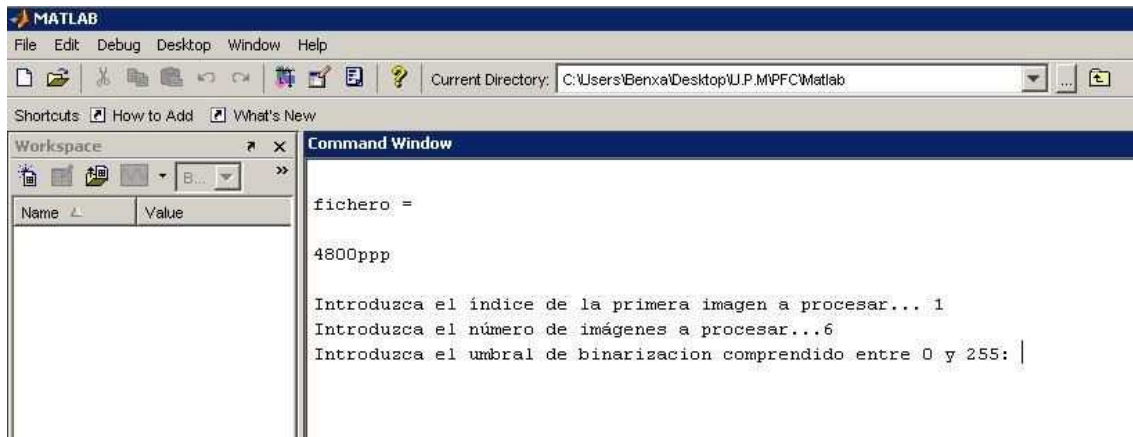 MATLAB
File Edit Debug Desktop Window Help
Current Directory: C:\Users\Benxa\Desktop\U.P.M\PFC\Matlab
Shortcuts How to Add What's New
Workspace
B...
Name Value
Command Window
fichero =
4800ppp
Introduzca el índice de la primera imagen a procesar... 1
Introduzca el número de imágenes a procesar...6
Introduzca el umbral de binarizacion comprendido entre 0 y 255: